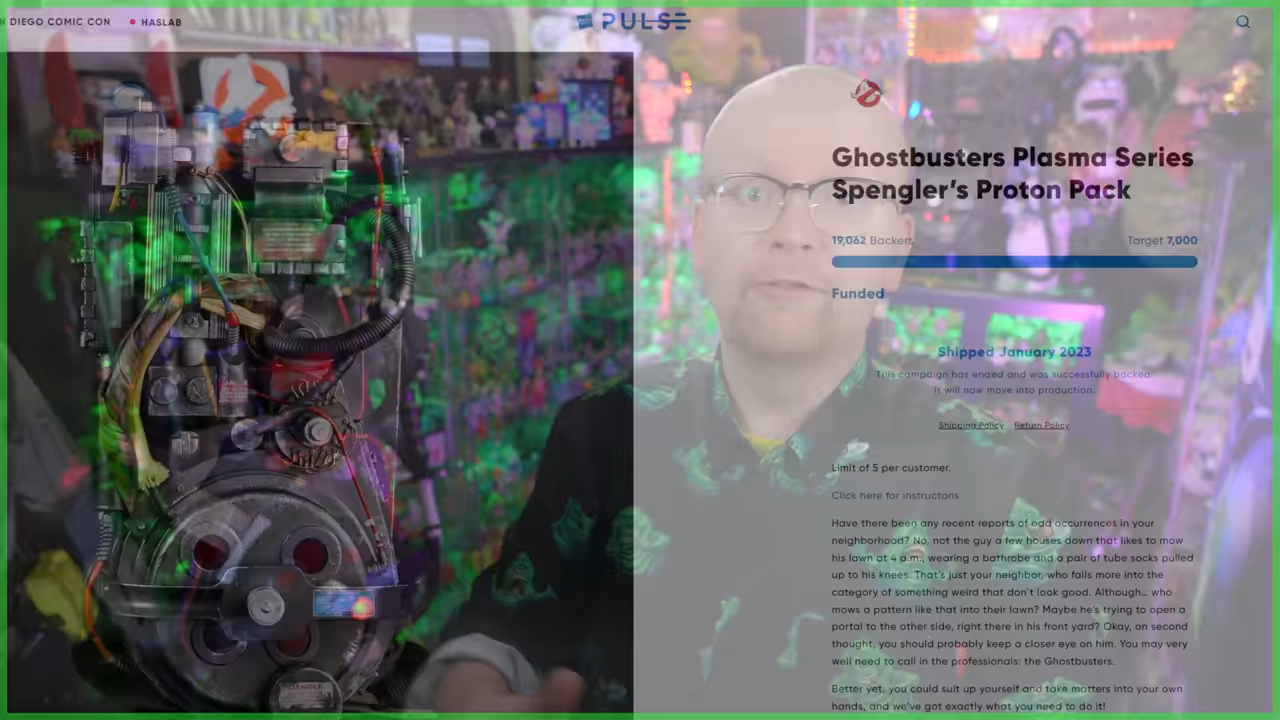 N DIEGO COMIC CON
HASLAB
PULSE
Ghostbusters Plasma Series
Spengler's Proton Pack
19,062 Backers
Target 7,000
Funded
Shipped January 2023
This campaign has ended and was successfully backed.
It will now move into production.
Shipping Policy Return Policy
Limit of 5 per customer.
Click here for instructons
Have there been any recent reports of odd occurrences in your
neighborhood? No, not the guy a few houses down that likes to mow
his lawn at 4 a.m., wearing a bathrobe and a pair of tube socks pulled
up to his knees. That's just your neighbor, who falls more into the
category of something weird that don't look good. Although... who
mows a pattern like that into their lawn? Maybe he's trying to open a
portal to the other side, right there in his front yard? Okay, on second
thought, you should probably keep a closer eye on him. You may very
well need to call in the professionals: the Ghostbusters.
Better yet, you could suit up yourself and take matters into your own
hands, and we've got exactly what you need to do it!
DANGER